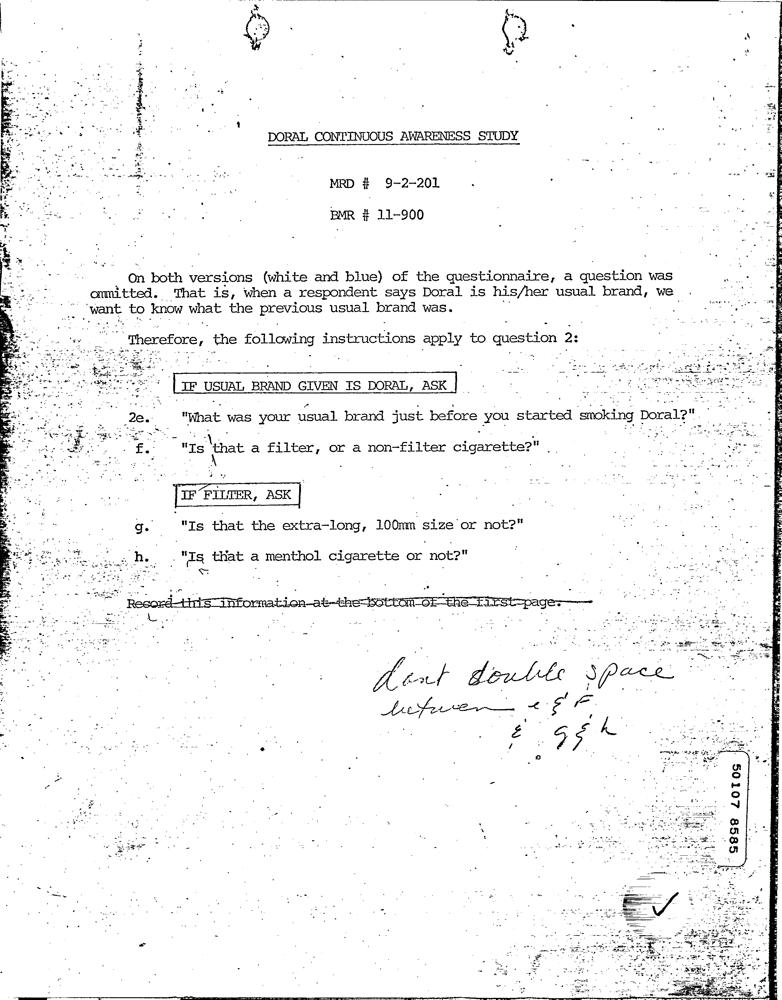 DORAL CONTINUOUS AWARENESS STUDY
MRD # 9-2-201
BMR # 11-900
On both versions (white and blue) of the questionnaire, a question was
ommitted. That is, when a respondent says Doral is his/her usual brand, we
want to know what the previous usual brand was.
Therefore, the following instructions apply to question 2:
IF USUAL BRAND GIVEN IS DORAL, ASK
2e. "What was your usual brand just before you started smoking Doral?"
f. "Is that a filter, or a non-filter cigarette?"
IF FILTER, ASK
g. "Is that the extra-long, 100mm size or not?"
h. "Is that a menthol cigarette or not?"
Record this information at the bottom of the first page.
dont double space
between e & f
& g & h
50107 8585